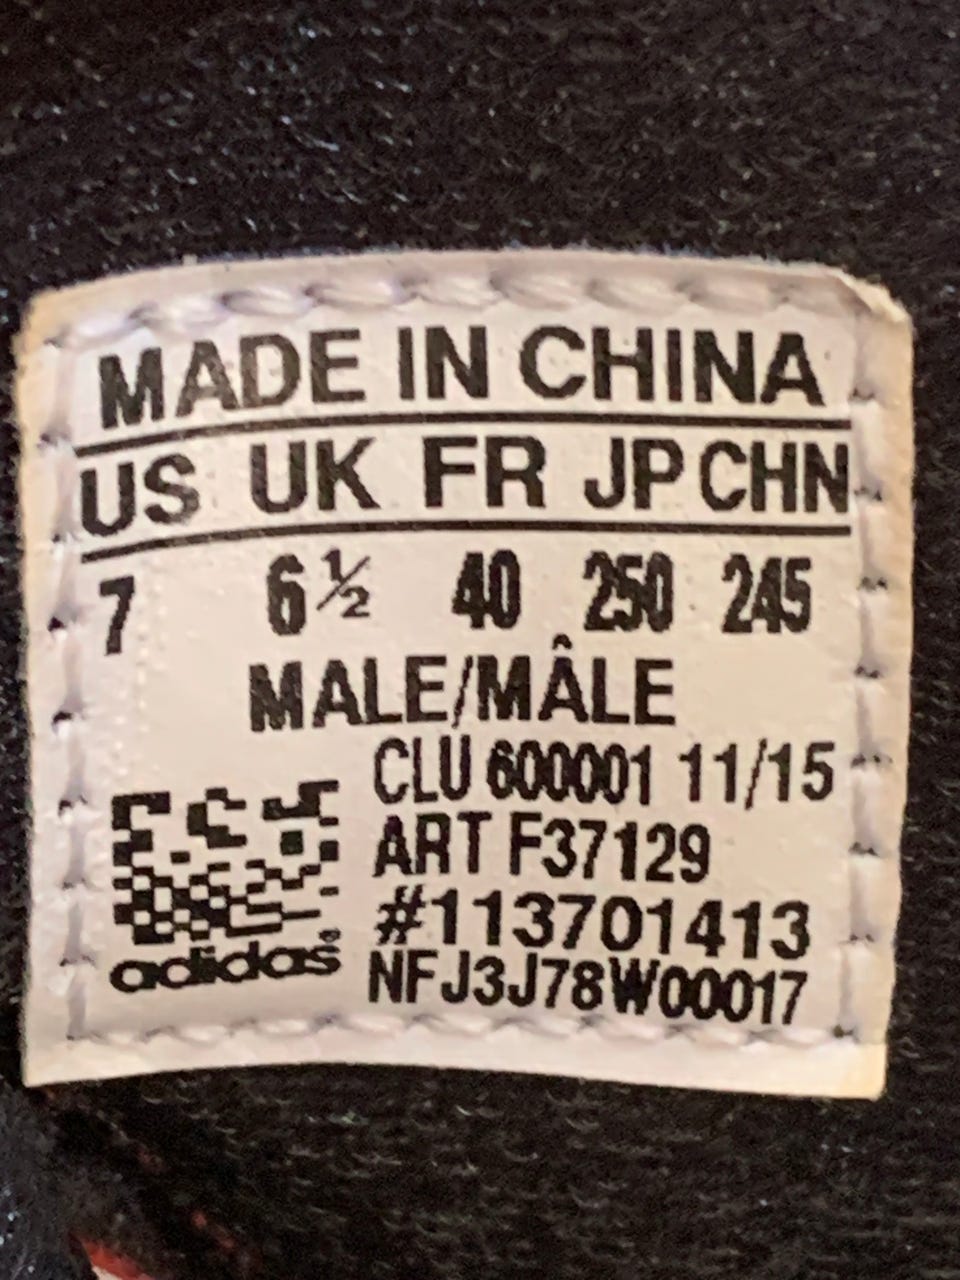 MADE IN CHINA
US UK FR JP CHN
7 6½ 40 250 245
MALE/MÂLE
CLU 600001 11/15
ART F37129
#113701413
adidas®
NFJ3J78W00017